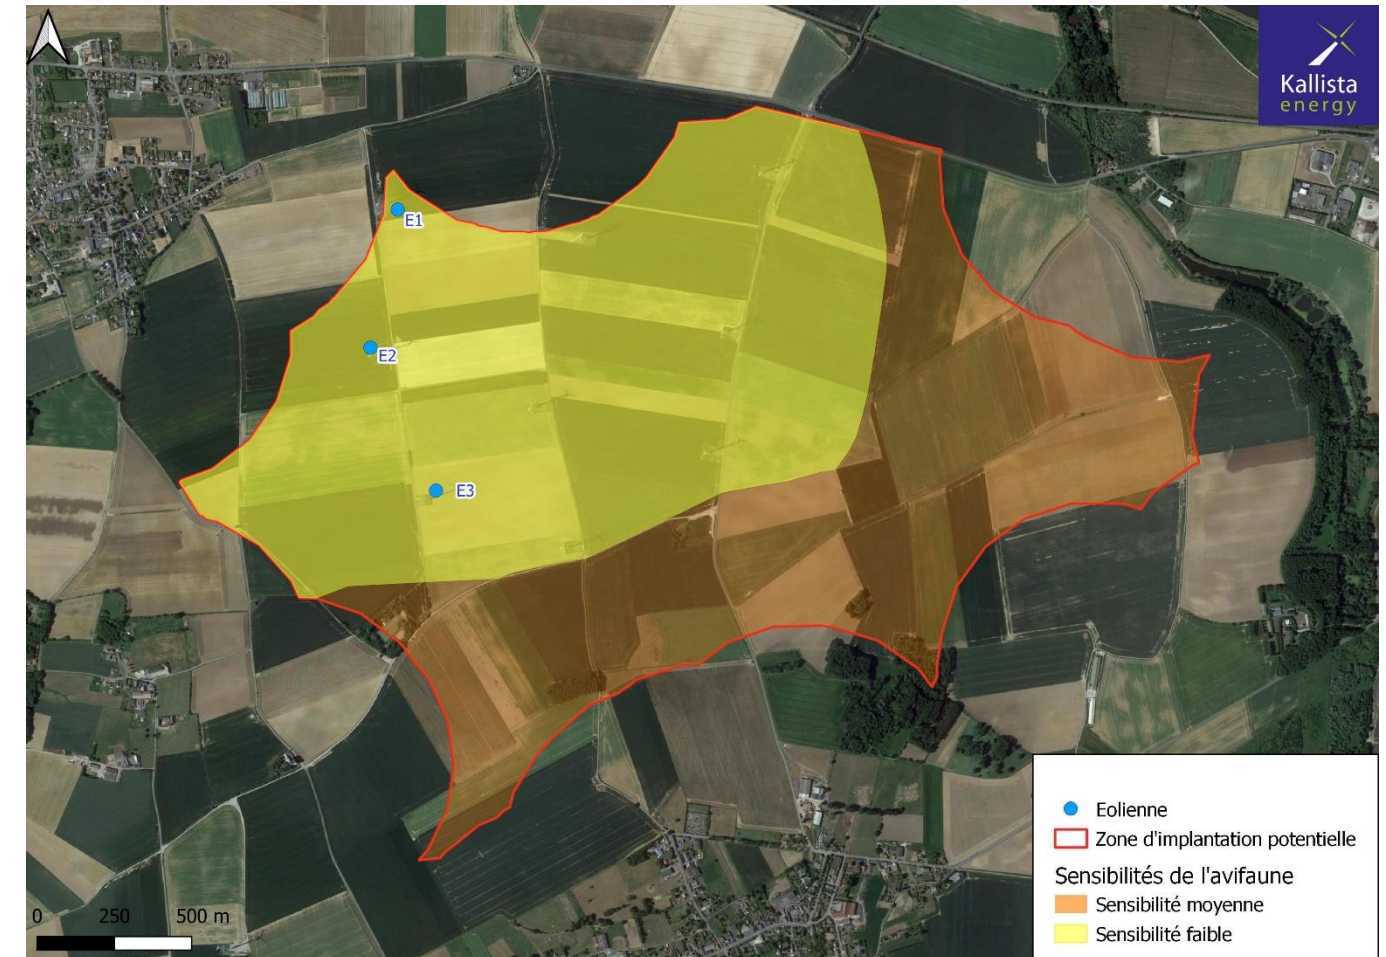 Kallista
energy
E1
E2
E3
Eolienne
Zone d'implantation potentielle
Sensibilités de l'avifaune
Sensibilité moyenne
Sensibilité faible
0 250 500 m